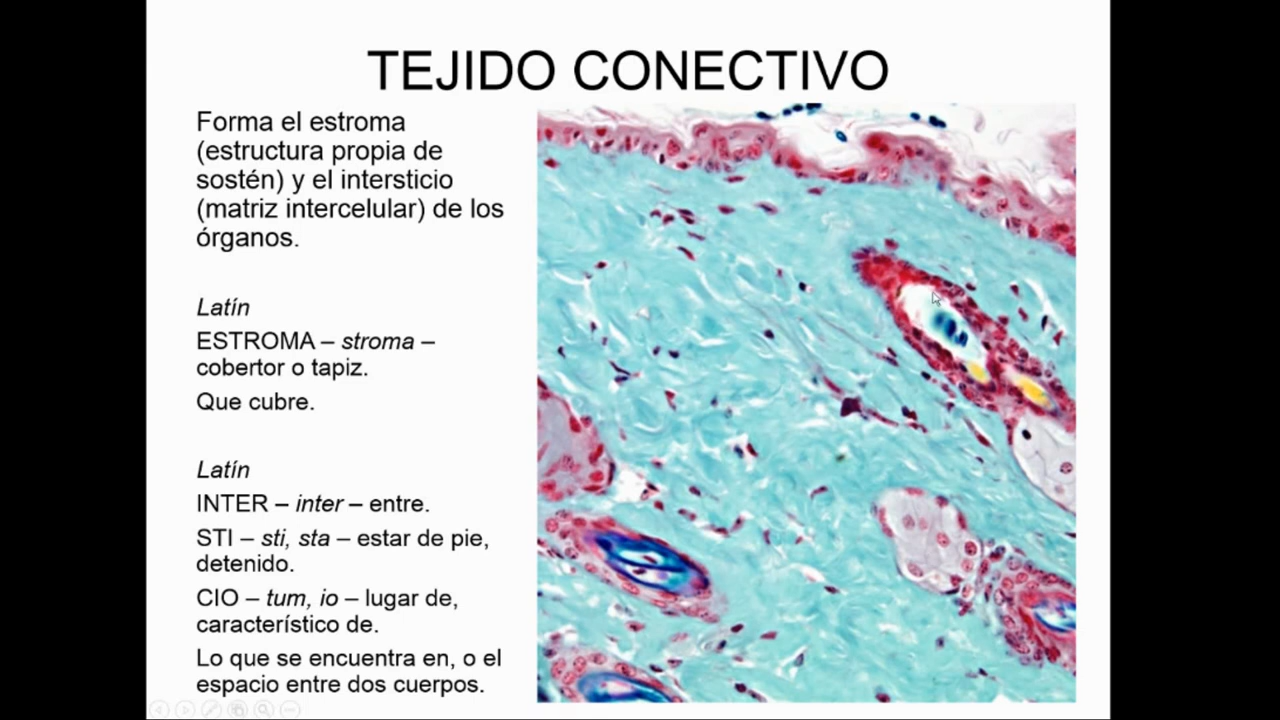 TEJIDO CONECTIVO
Forma el estroma
(estructura propia de
sostén) y el intersticio
(matriz intercelular) de los
órganos.
Latín
ESTROMA – stroma –
cobertor o tapiz.
Que cubre.
Latín
INTER – inter – entre.
STI – sti, sta – estar de pie,
detenido.
CIO – tum, io – lugar de,
característico de.
Lo que se encuentra en, o el
espacio entre dos cuerpos.